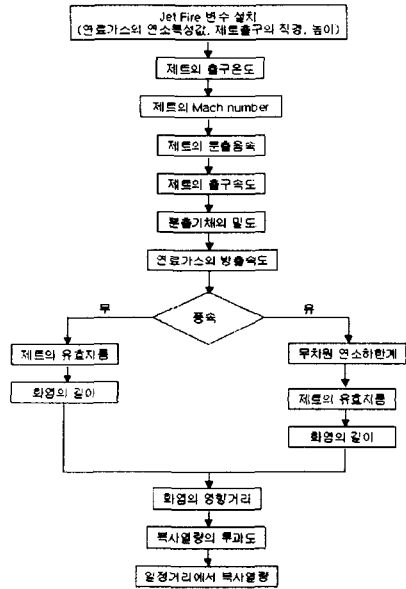 Jet Fire 변수 설치
(연료가스의 연소특성값, 제트출구의 직경, 높이)
제트의 출구온도
제트의 Mach number
제트의 분출음속
제트의 출구속도
분출기체의 밀도
연료가스의 방출속도
무
풍속
유
제트의 유효지름
무차원 연소하한계
화염의 길이
제트의 유효지름
화염의 길이
화염의 영향거리
복사열량의 투과도
일정거리에서 복사열량